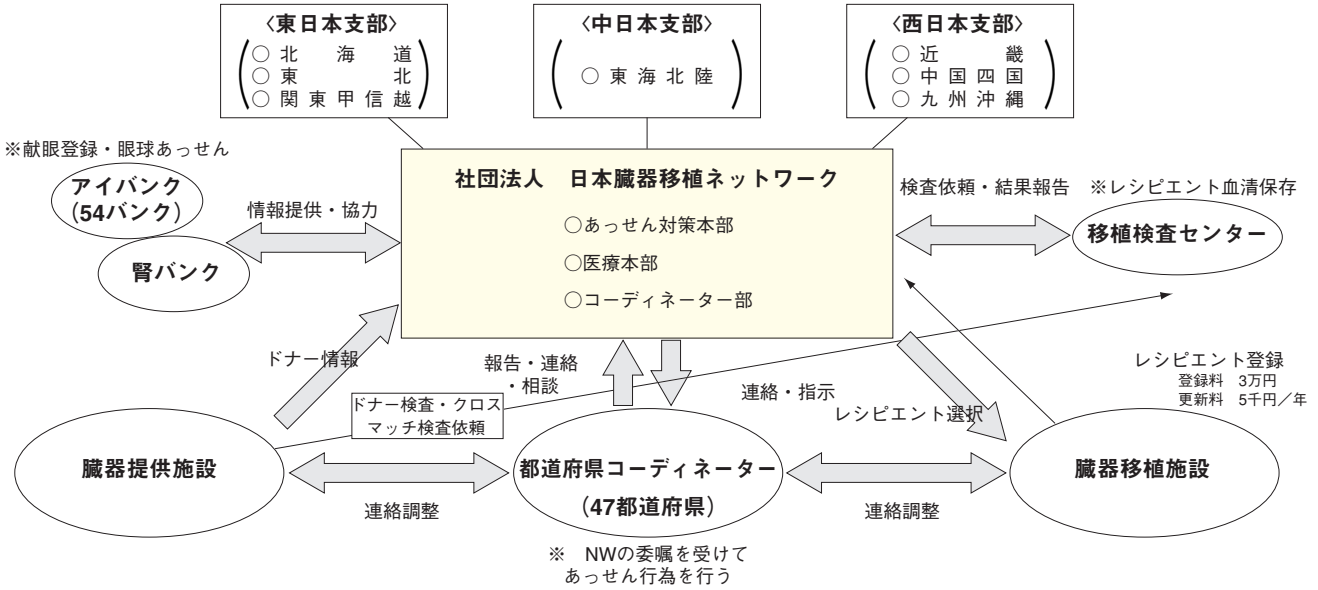 〈東日本支部〉
○ 北海道
○ 東北
○ 関東甲信越
〈中日本支部〉
○ 東海北陸
〈西日本支部〉
○ 近畿
○ 中国四国
○ 九州沖縄
※献眼登録・眼球あっせん
アイバンク
(54バンク)
腎バンク
情報提供・協力
社団法人　日本臓器移植ネットワーク
○あっせん対策本部
○医療本部
○コーディネーター部
検査依頼・結果報告
※レシピエント血清保存
移植検査センター
ドナー情報
報告・連絡
・相談
連絡・指示
レシピエント選択
レシピエント登録
登録料　3万円
更新料　5千円／年
ドナー検査・クロス
マッチ検査依頼
臓器提供施設
連絡調整
都道府県コーディネーター
(47都道府県)
連絡調整
臓器移植施設
※　NWの委嘱を受けて
あっせん行為を行う